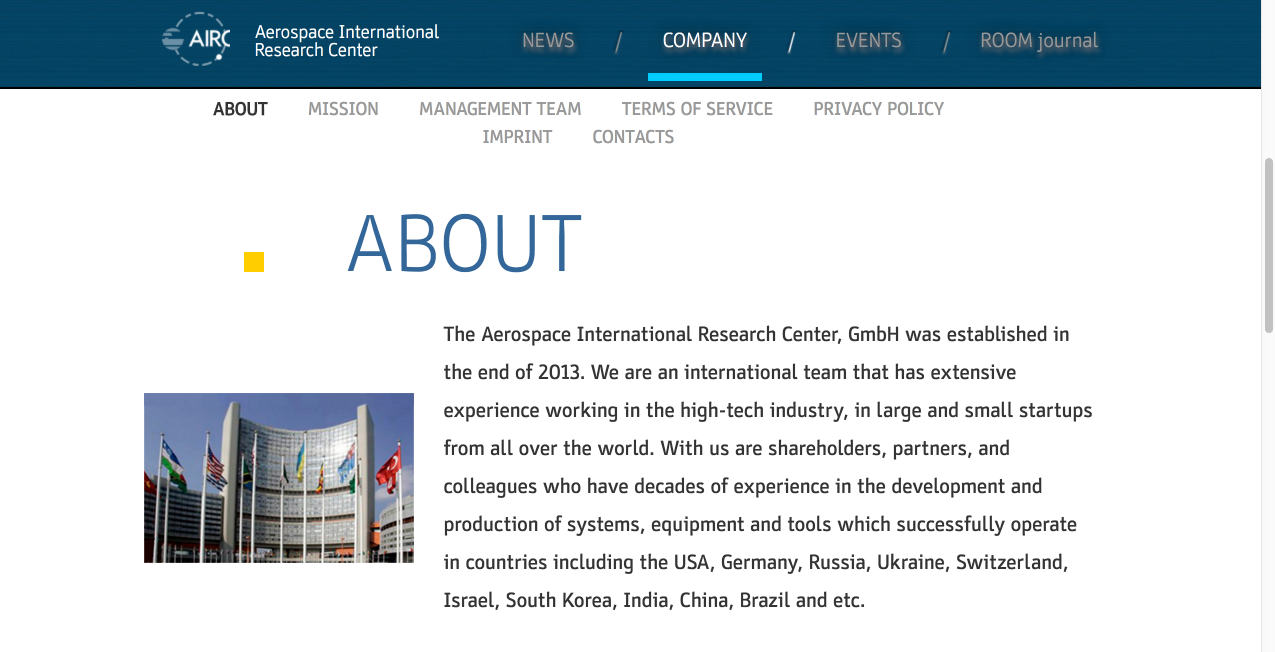 AIRC
Aerospace International
Research Center
NEWS / COMPANY / EVENTS / ROOM journal
ABOUT MISSION MANAGEMENT TEAM TERMS OF SERVICE PRIVACY POLICY
IMPRINT CONTACTS
ABOUT
The Aerospace International Research Center, GmbH was established in
the end of 2013. We are an international team that has extensive
experience working in the high-tech industry, in large and small startups
from all over the world. With us are shareholders, partners, and
colleagues who have decades of experience in the development and
production of systems, equipment and tools which successfully operate
in countries including the USA, Germany, Russia, Ukraine, Switzerland,
Israel, South Korea, India, China, Brazil and etc.